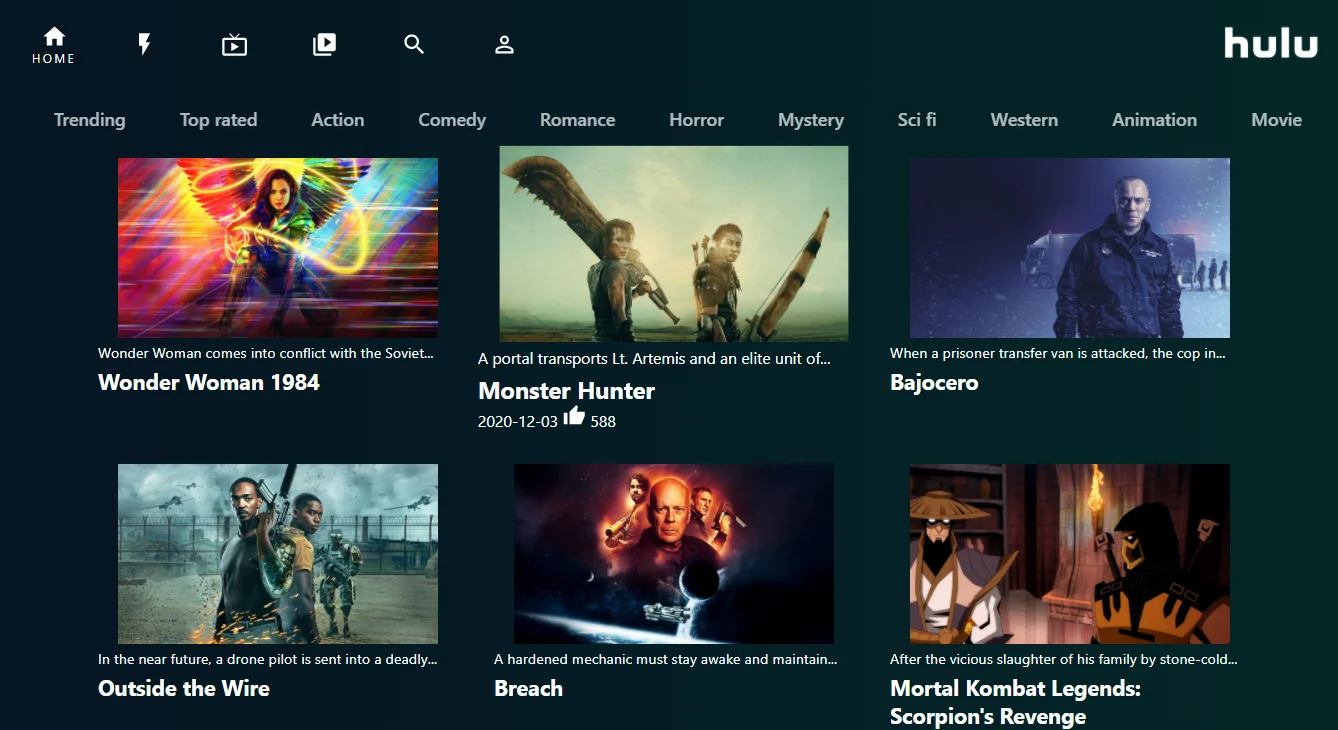 HOME
hulu
Trending Top rated Action Comedy Romance Horror Mystery Sci fi Western Animation Movie
Wonder Woman comes into conflict with the Soviet...
Wonder Woman 1984
A portal transports Lt. Artemis and an elite unit of...
Monster Hunter
2020-12-03 588
When a prisoner transfer van is attacked, the cop in...
Bajocero
In the near future, a drone pilot is sent into a deadly...
Outside the Wire
A hardened mechanic must stay awake and maintain...
Breach
After the vicious slaughter of his family by stone-cold...
Mortal Kombat Legends:
Scorpion's Revenge